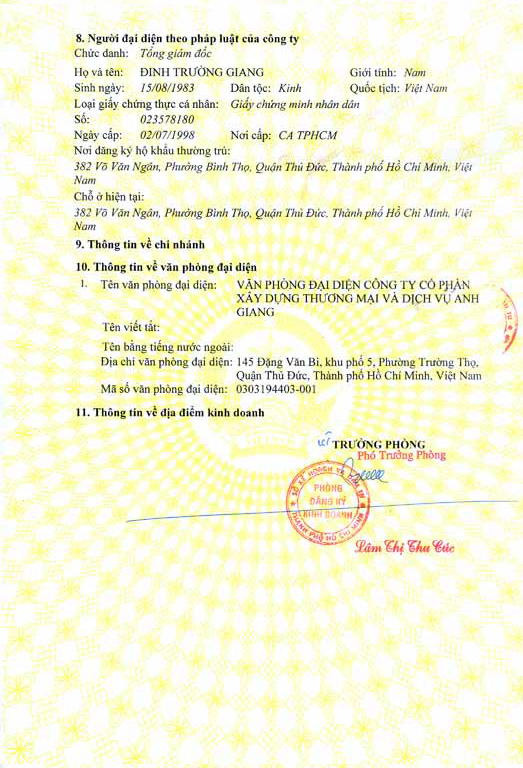 8. Người đại diện theo pháp luật của công ty
Chức danh: Tổng giám đốc
Họ và tên: ĐINH TRƯỜNG GIANG Giới tính: Nam
Sinh ngày: 15/08/1983 Dân tộc: Kinh Quốc tịch: Việt Nam
Loại giấy chứng thực cá nhân: Giấy chứng minh nhân dân
Số: 023578180
Ngày cấp: 02/07/1998 Nơi cấp: CA TPHCM
Nơi đăng ký hộ khẩu thường trú:
382 Võ Văn Ngân, Phường Bình Thọ, Quận Thủ Đức, Thành phố Hồ Chí Minh, Việt
Nam
Chỗ ở hiện tại:
382 Võ Văn Ngân, Phường Bình Thọ, Quận Thủ Đức, Thành phố Hồ Chí Minh, Việt
Nam
9. Thông tin về chi nhánh
10. Thông tin về văn phòng đại diện
1. Tên văn phòng đại diện: VĂN PHÒNG ĐẠI DIỆN CÔNG TY CỔ PHẦN
XÂY DỰNG THƯƠNG MẠI VÀ DỊCH VỤ ANH
GIANG
Tên viết tắt:
Tên bằng tiếng nước ngoài:
Địa chỉ văn phòng đại diện: 145 Đặng Văn Bi, khu phố 5, Phường Trường Thọ,
Quận Thủ Đức, Thành phố Hồ Chí Minh, Việt Nam
Mã số văn phòng đại diện: 0303194403-001
11. Thông tin về địa điểm kinh doanh
TRƯỞNG PHÒNG
Phó Trưởng Phòng
PHÒNG
ĐĂNG KÝ
KINH DOANH
THÀNH PHỐ HỒ CHÍ MINH
Lâm Thị Thu Cúc